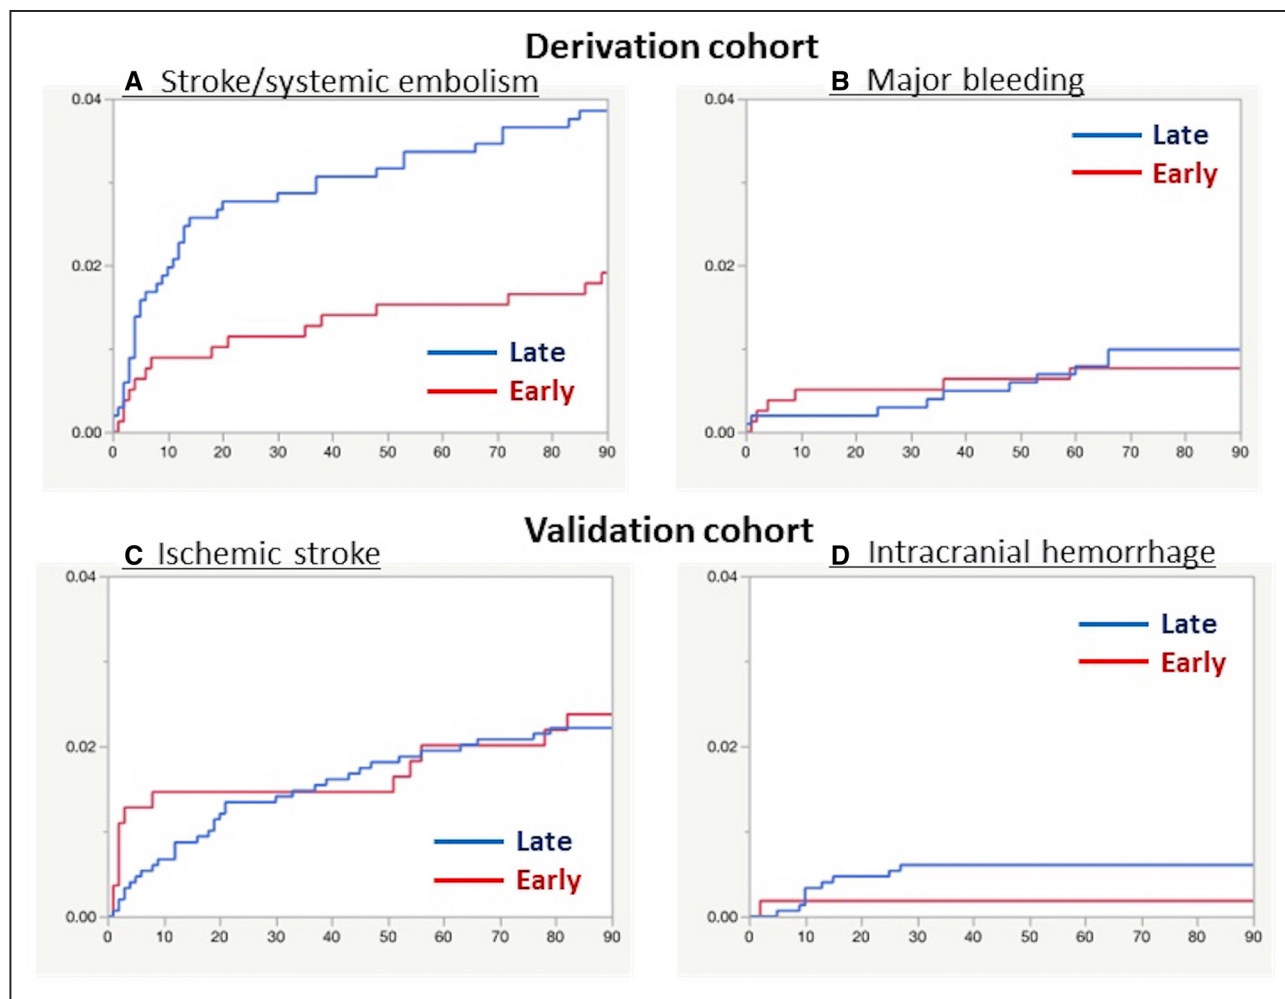 Derivation cohort
A Stroke/systemic embolism
B Major bleeding
0.04
0.02
0.00
0 10 20 30 40 50 60 70 80 90
Late
Early
0.04
0.02
0.00
0 10 20 30 40 50 60 70 80 90
Late
Early
Validation cohort
C Ischemic stroke
D Intracranial hemorrhage
0.04
0.02
0.00
0 10 20 30 40 50 60 70 80 90
Late
Early
0.04
0.02
0.00
0 10 20 30 40 50 60 70 80 90
Late
Early